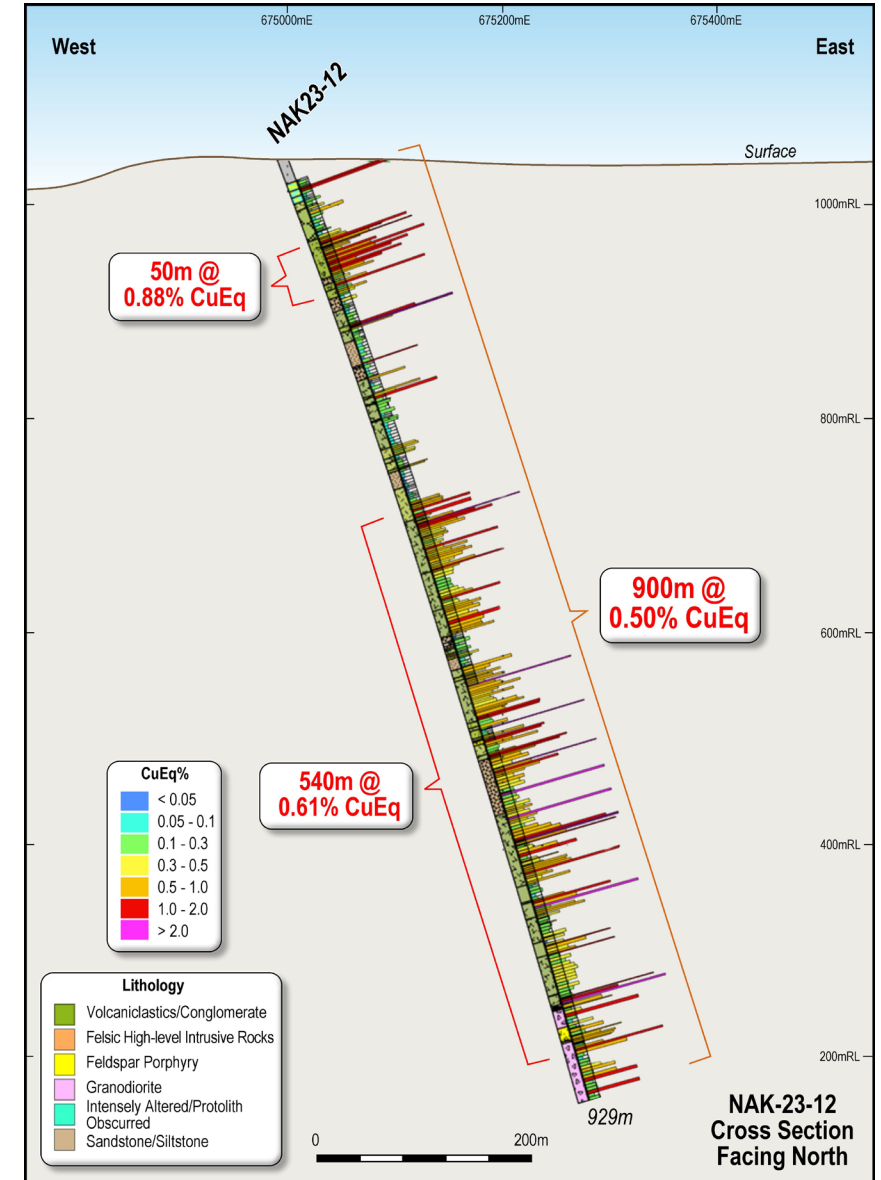 675000mE
675200mE
675400mE
West
East
NAK23-12
Surface
1000mRL
50m @
0.88% CuEq
800mRL
900m @
0.50% CuEq
600mRL
540m @
0.61% CuEq
CuEq%
< 0.05
0.05 - 0.1
0.1 - 0.3
0.3 - 0.5
0.5 - 1.0
1.0 - 2.0
> 2.0
400mRL
Lithology
Volcaniclastics/Conglomerate
Felsic High-level Intrusive Rocks
Feldspar Porphyry
Granodiorite
Intensely Altered/Protolith
Obscurred
Sandstone/Siltstone
200mRL
929m
0
200m
NAK-23-12
Cross Section
Facing North